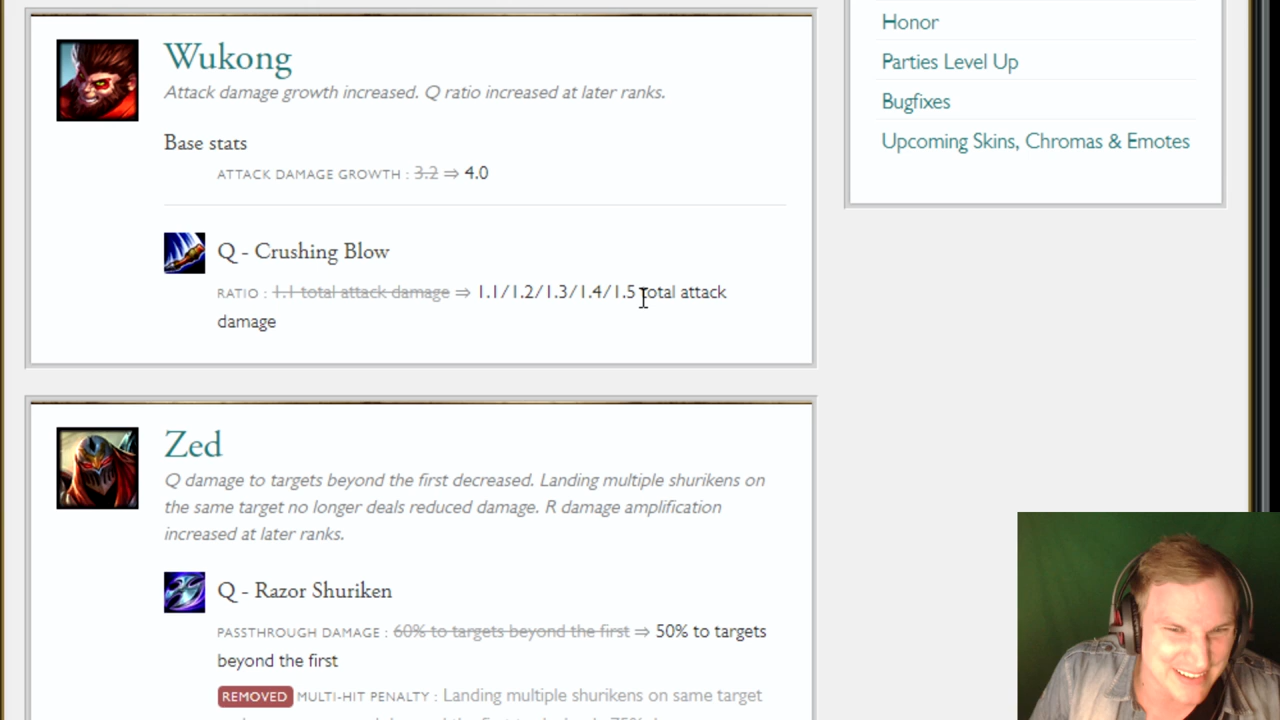 Wukong
Attack damage growth increased. Q ratio increased at later ranks.
Base stats
ATTACK DAMAGE GROWTH : 3.2 ⇒ 4.0
Q - Crushing Blow
RATIO : 1.1 total attack damage ⇒ 1.1/1.2/1.3/1.4/1.5 total attack
damage
Zed
Q damage to targets beyond the first decreased. Landing multiple shurikens on
the same target no longer deals reduced damage. R damage amplification
increased at later ranks.
Q - Razor Shuriken
PASSTHROUGH DAMAGE : 60% to targets beyond the first ⇒ 50% to targets
beyond the first
REMOVED MULTI-HIT PENALTY : Landing multiple shurikens on same target
Honor
Parties Level Up
Bugfixes
Upcoming Skins, Chromas & Emotes